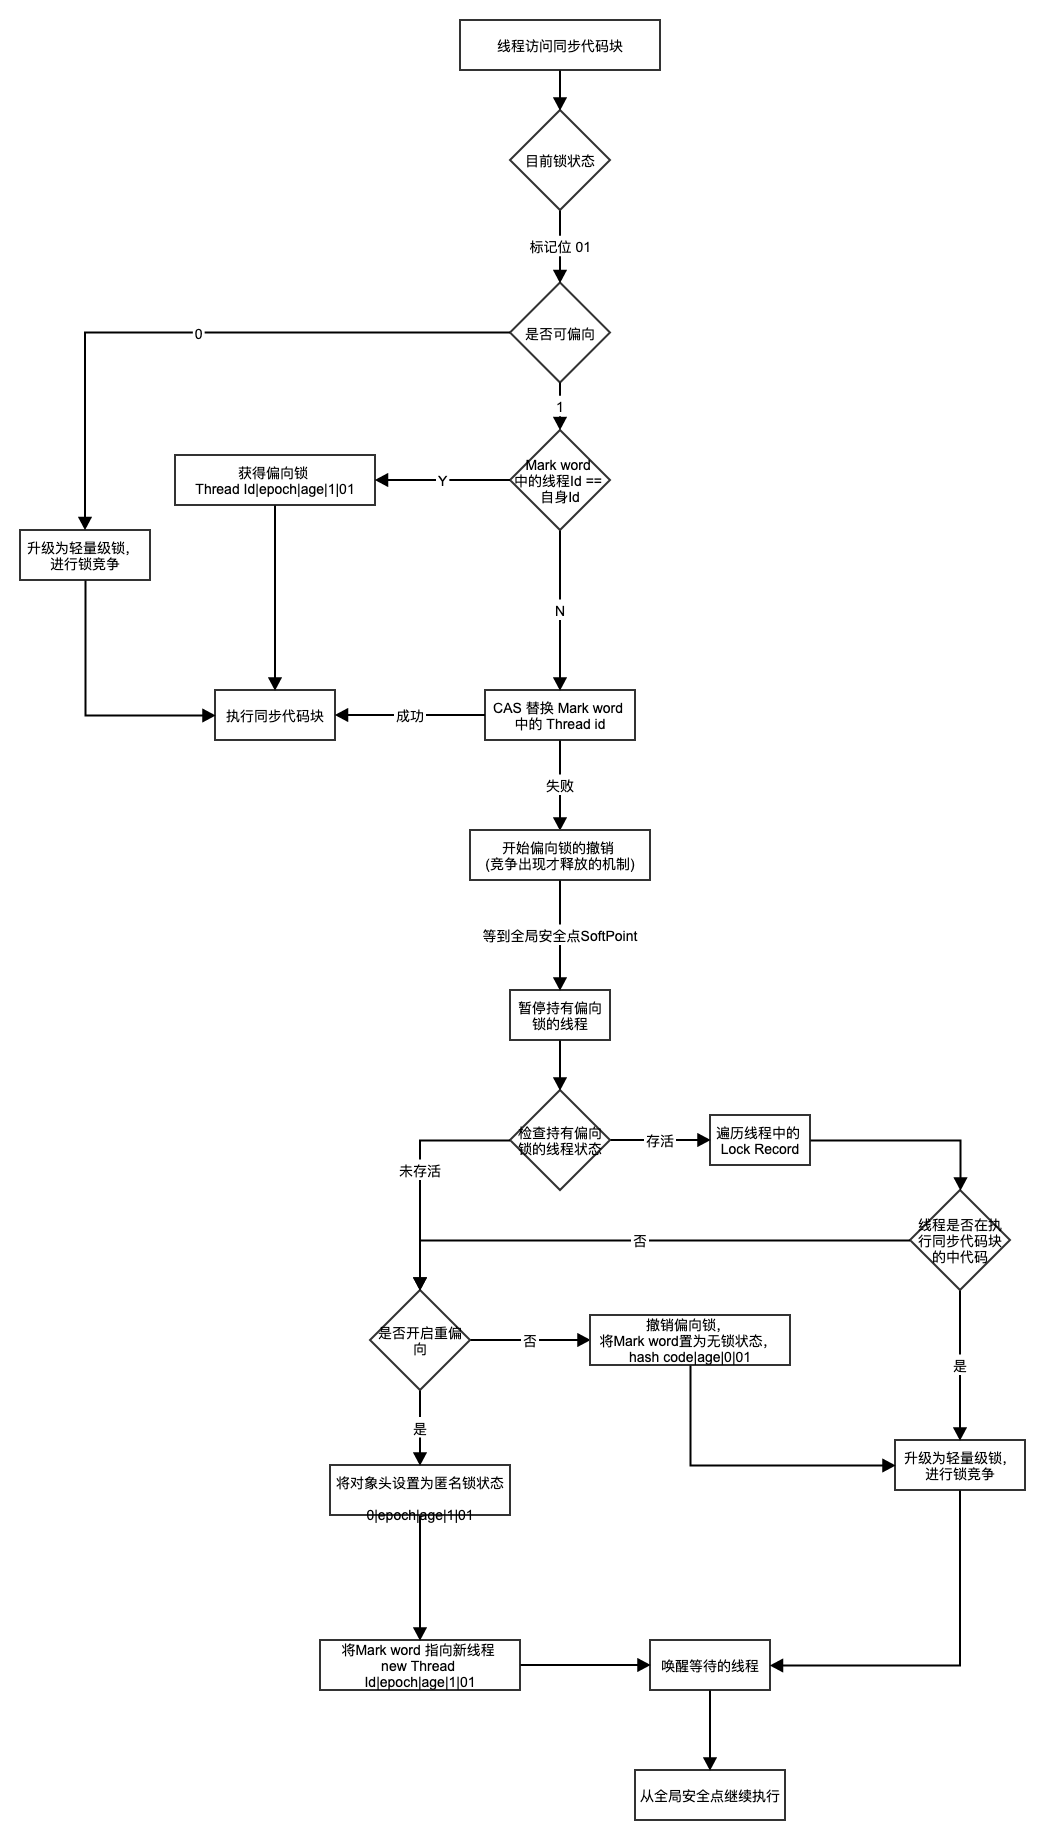 线程访问同步代码块
目前锁状态
标记位 01
是否可偏向
0
1
Mark word
中的线程Id ==
自身Id
Y
获得偏向锁
Thread Id|epoch|age|1|01
升级为轻量级锁，
进行锁竞争
N
执行同步代码块
成功
CAS 替换 Mark word
中的 Thread id
失败
开始偏向锁的撤销
(竞争出现才释放的机制)
等到全局安全点SoftPoint
暂停持有偏向
锁的线程
检查持有偏向
锁的线程状态
存活
遍历线程中的
Lock Record
未存活
线程是否在执
行同步代码块
的中代码
否
是否开启重偏
向
否
撤销偏向锁，
将Mark word置为无锁状态，
hash code|age|0|01
是
是
升级为轻量级锁，
进行锁竞争
将对象头设置为匿名锁状态
0|epoch|age|1|01
将Mark word 指向新线程
new Thread
Id|epoch|age|1|01
唤醒等待的线程
从全局安全点继续执行